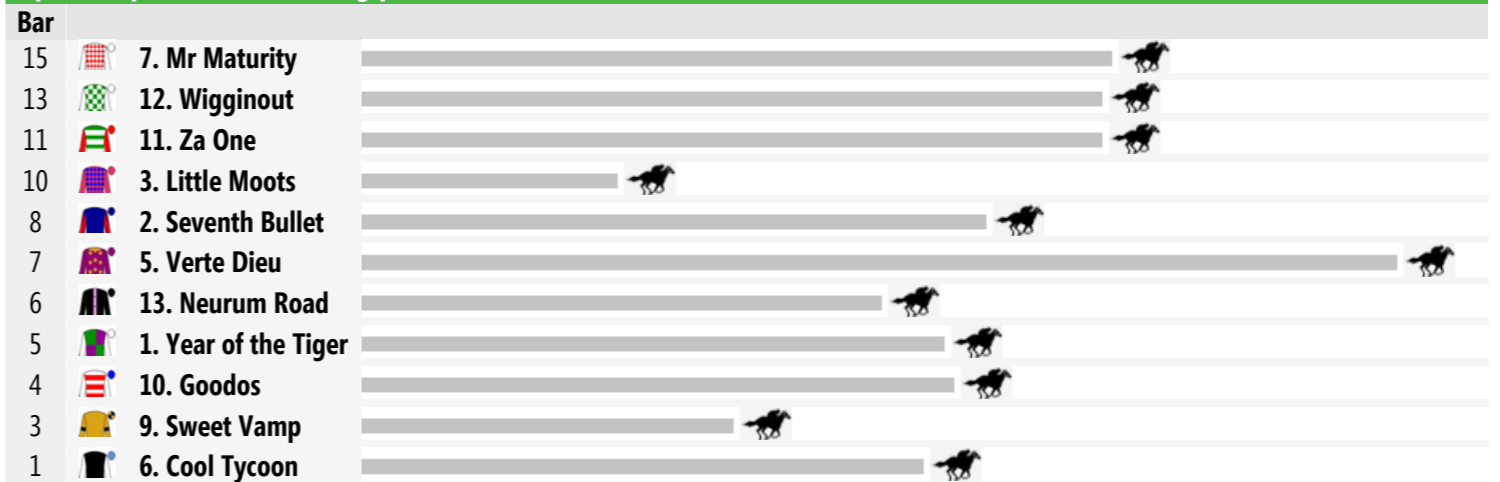 Bar
15 7. Mr Maturity
13 12. Wigginout
11 11. Za One
10 3. Little Moots
8 2. Seventh Bullet
7 5. Verte Dieu
6 13. Neurum Road
5 1. Year of the Tiger
4 10. Goodos
3 9. Sweet Vamp
1 6. Cool Tycoon